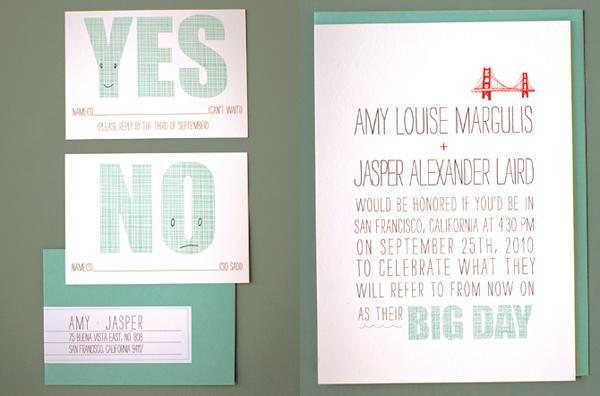 YES
NAME(S) (CAN'T WAIT)
(PLEASE REPLY BY THE THIRD OF SEPTEMBER)
NO
NAME(S) (SO SAD)
AMY + JASPER
75 BUENA VISTA EAST, NO 808
SAN FRANCISCO, CALIFORNIA 94117
AMY LOUISE MARGULIS
+
JASPER ALEXANDER LAIRD
WOULD BE HONORED IF YOU'D BE IN
SAN FRANCISCO, CALIFORNIA AT 4:30 PM
ON SEPTEMBER 25TH, 2010
TO CELEBRATE WHAT THEY
WILL REFER TO FROM NOW ON
AS THEIR BIG DAY